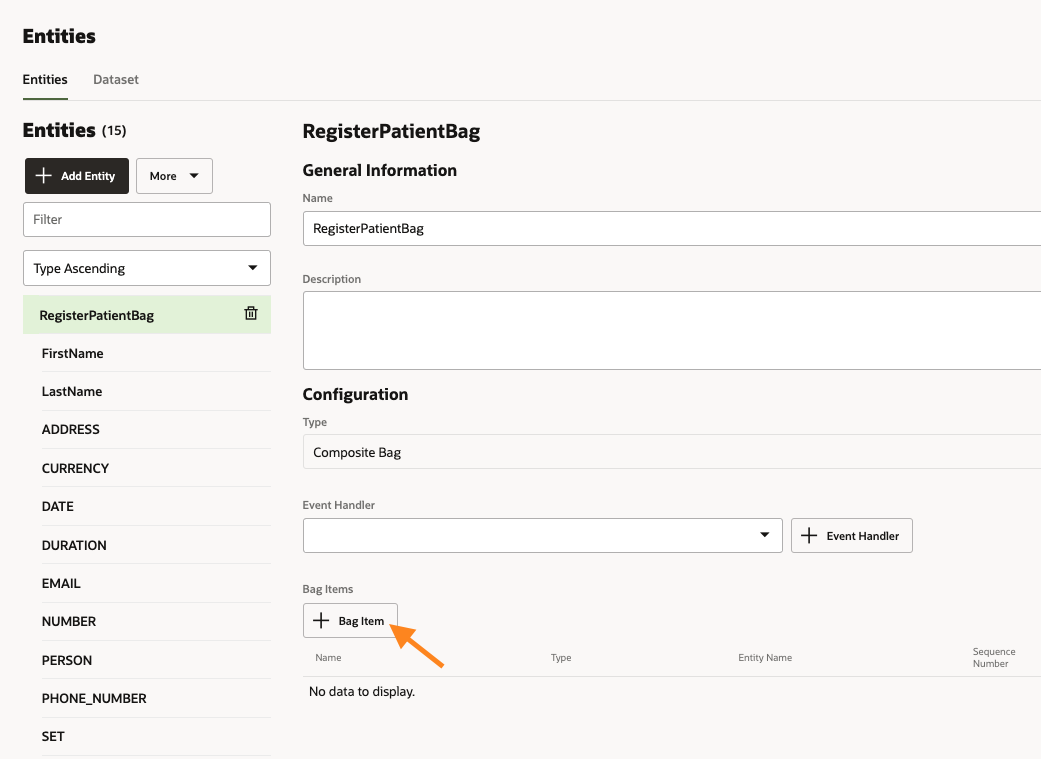 Entities
Entities Dataset
Entities (15)
Add Entity More
Filter
Type Ascending
RegisterPatientBag
FirstName
LastName
ADDRESS
CURRENCY
DATE
DURATION
EMAIL
NUMBER
PERSON
PHONE_NUMBER
SET
RegisterPatientBag
General Information
Name
RegisterPatientBag
Description
Configuration
Type
Composite Bag
Event Handler
Event Handler
Bag Items
Bag Item
Name Type Entity Name Sequence
Number
No data to display.